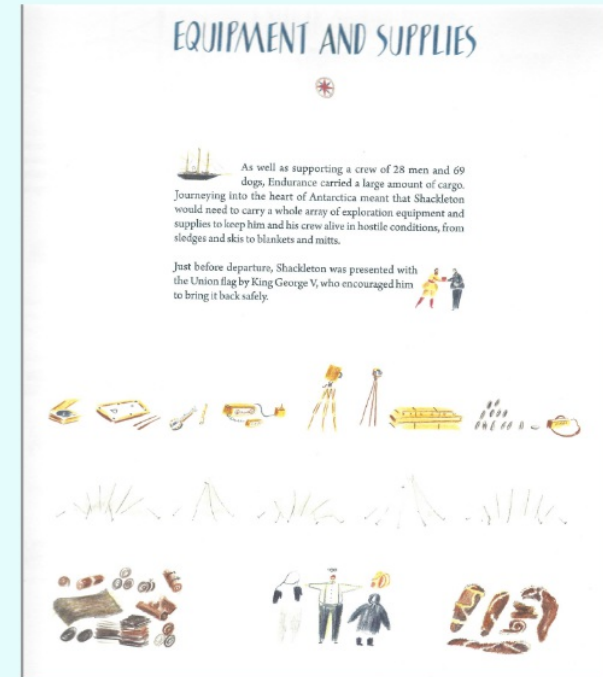 EQUIPMENT AND SUPPLIES
As well as supporting a crew of 28 men and 69
dogs, Endurance carried a large amount of cargo.
Journeying into the heart of Antarctica meant that Shackleton
would need to carry a whole array of exploration equipment and
supplies to keep him and his crew alive in hostile conditions, from
sledges and skis to blankets and mitts.
Just before departure, Shackleton was presented with
the Union flag by King George V, who encouraged him
to bring it back safely.